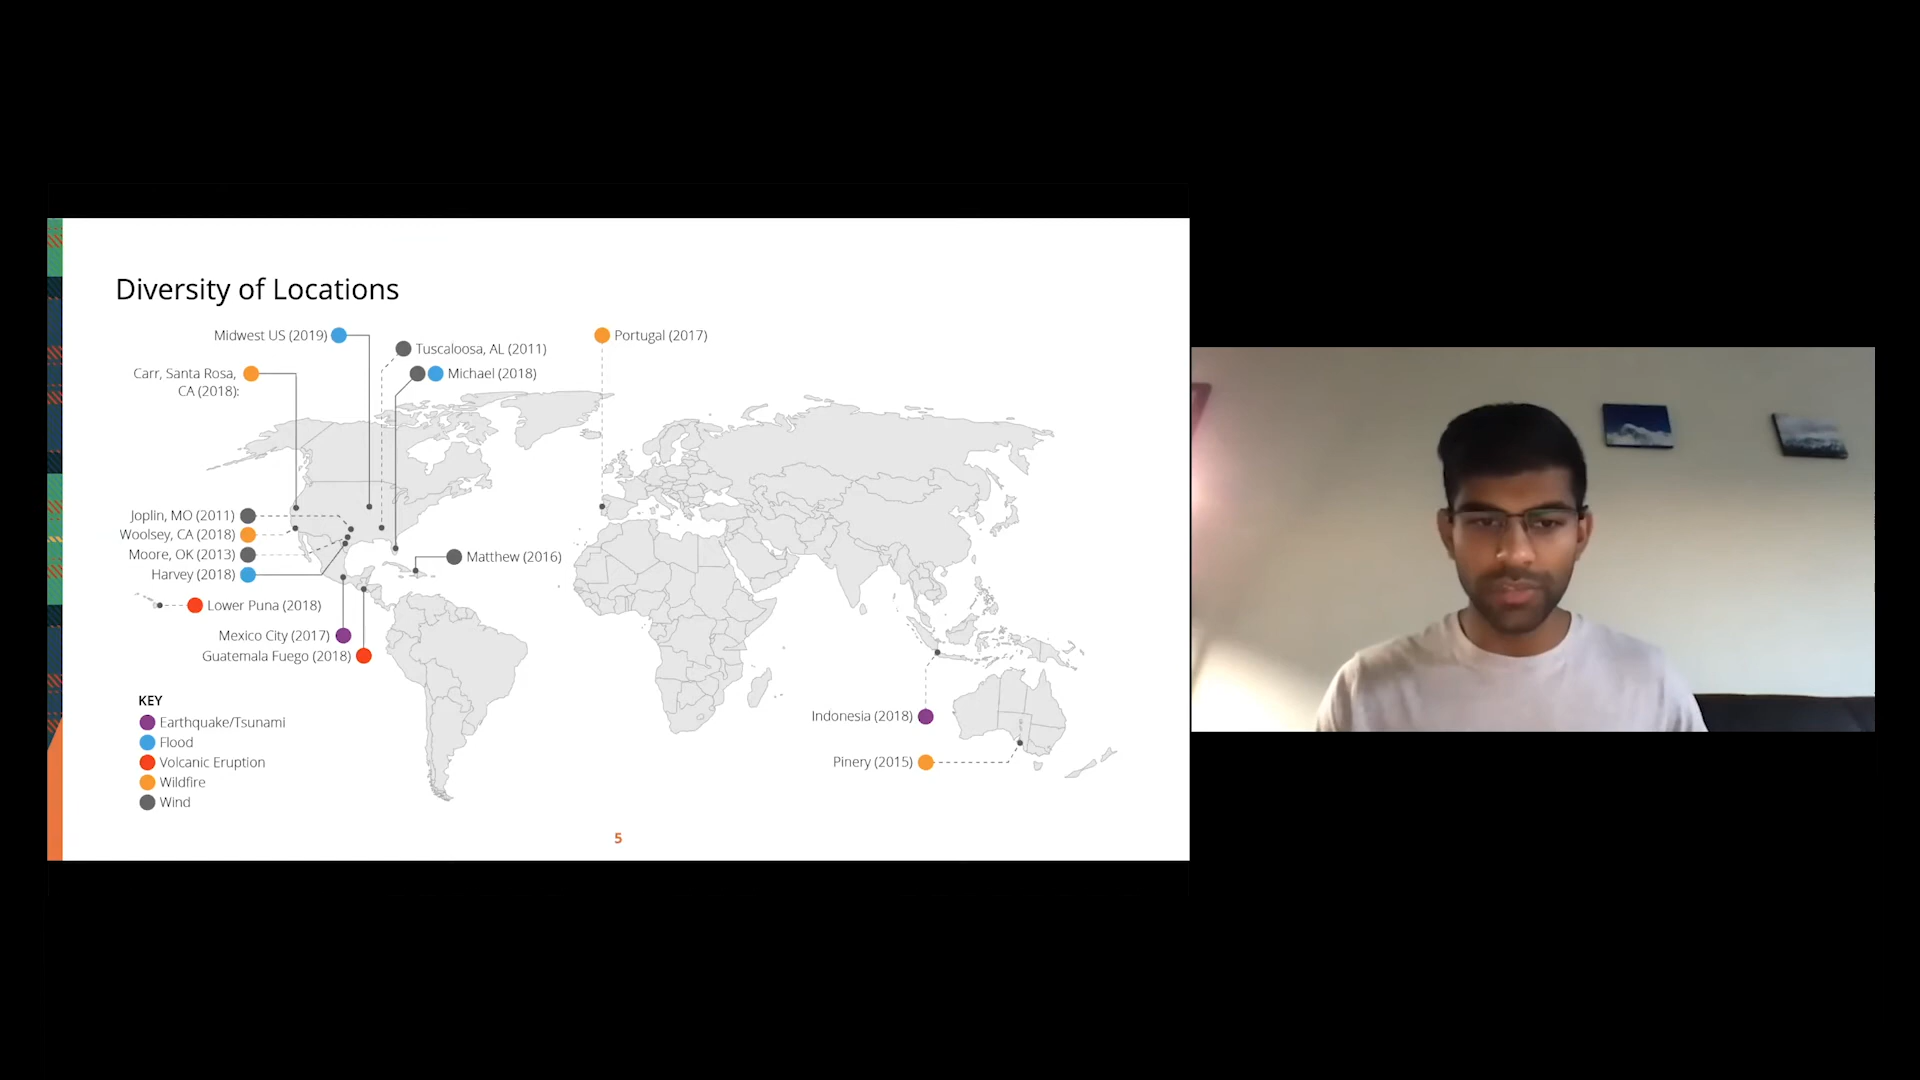 Diversity of Locations
Midwest US (2019)
Tuscaloosa, AL (2011)
Portugal (2017)
Carr, Santa Rosa,
CA (2018):
Michael (2018)
Joplin, MO (2011)
Woolsey, CA (2018)
Moore, OK (2013)
Harvey (2018)
Matthew (2016)
Lower Puna (2018)
Mexico City (2017)
Guatemala Fuego (2018)
KEY
Earthquake/Tsunami
Flood
Volcanic Eruption
Wildfire
Wind
Indonesia (2018)
Pinery (2015)
5